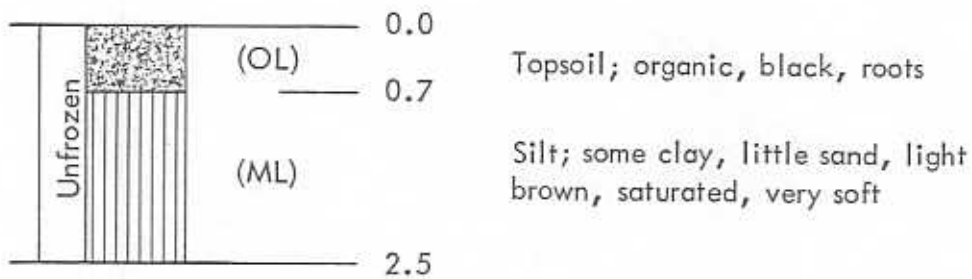 0.0
Unfrozen
(OL)
Topsoil; organic, black, roots
0.7
(ML)
Silt; some clay, little sand, light
brown, saturated, very soft
2.5